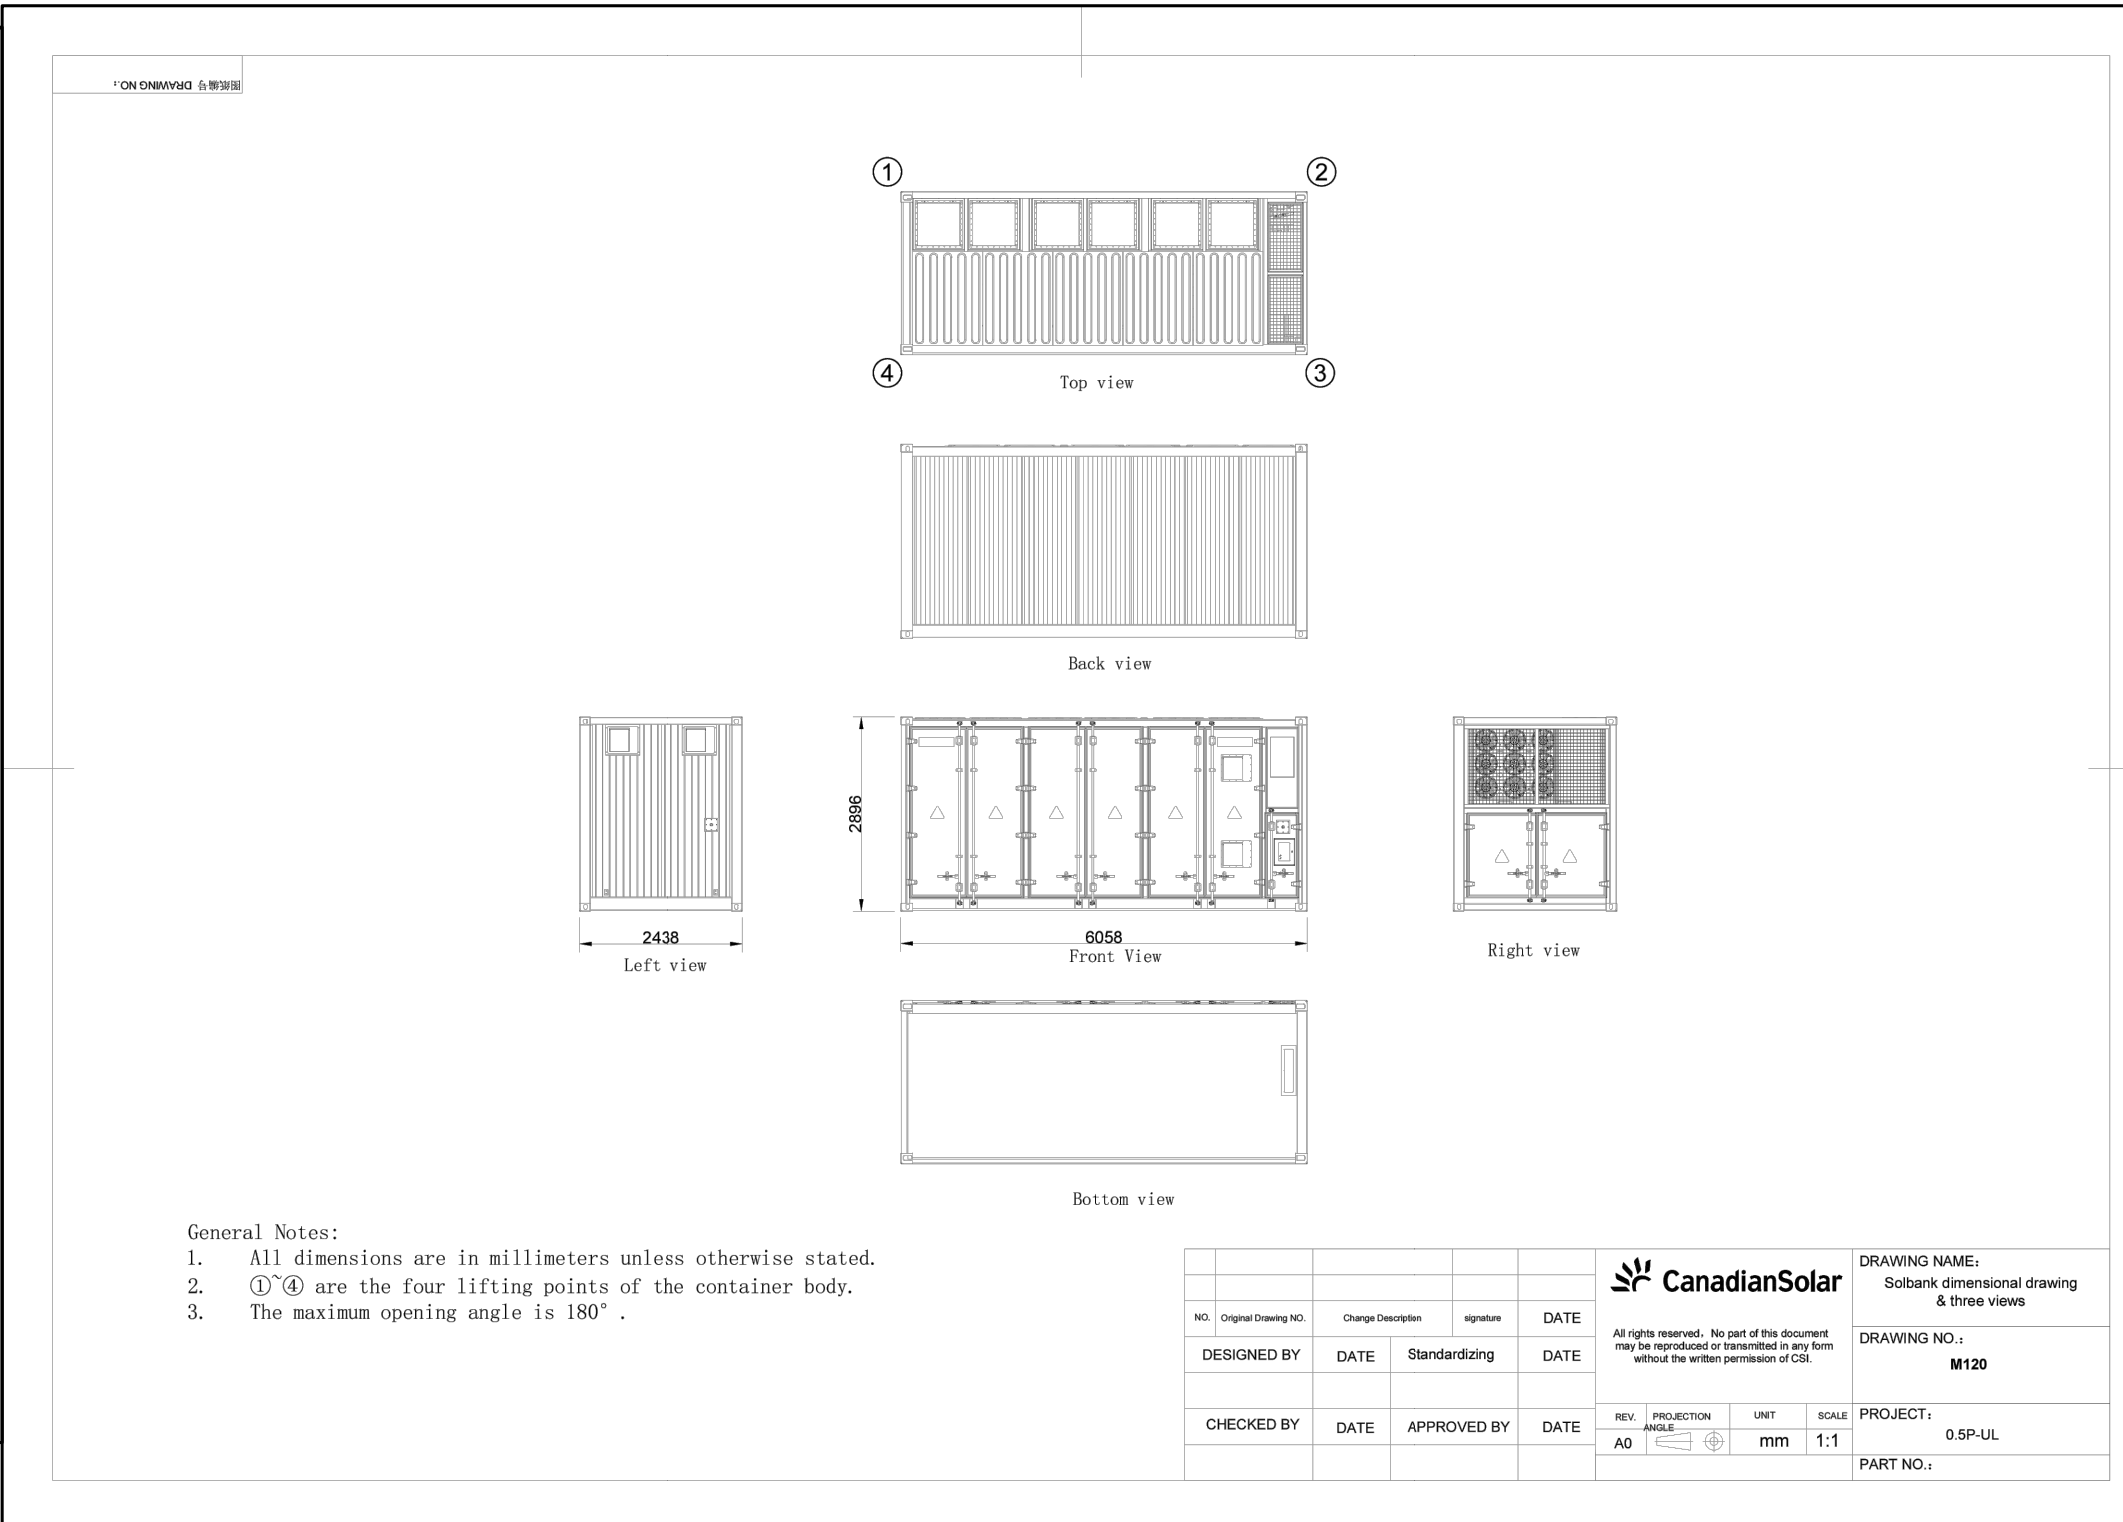 图纸编号 DRAWING NO.:
① ②
④ ③
Top view
Back view
2896
2438
6058
Left view
Front View
Right view
Bottom view
General Notes:
1. All dimensions are in millimeters unless otherwise stated.
2. ①~④ are the four lifting points of the container body.
3. The maximum opening angle is 180°.
NO. Original Drawing NO. Change Description signature DATE
DESIGNED BY DATE Standardizing DATE
CHECKED BY DATE APPROVED BY DATE
CanadianSolar
All rights reserved, No part of this document
may be reproduced or transmitted in any form
without the written permission of CSI.
REV. PROJECTION ANGLE UNIT SCALE
A0 mm 1:1
DRAWING NAME:
Solbank dimensional drawing
& three views
DRAWING NO.:
M120
PROJECT:
0.5P-UL
PART NO.: